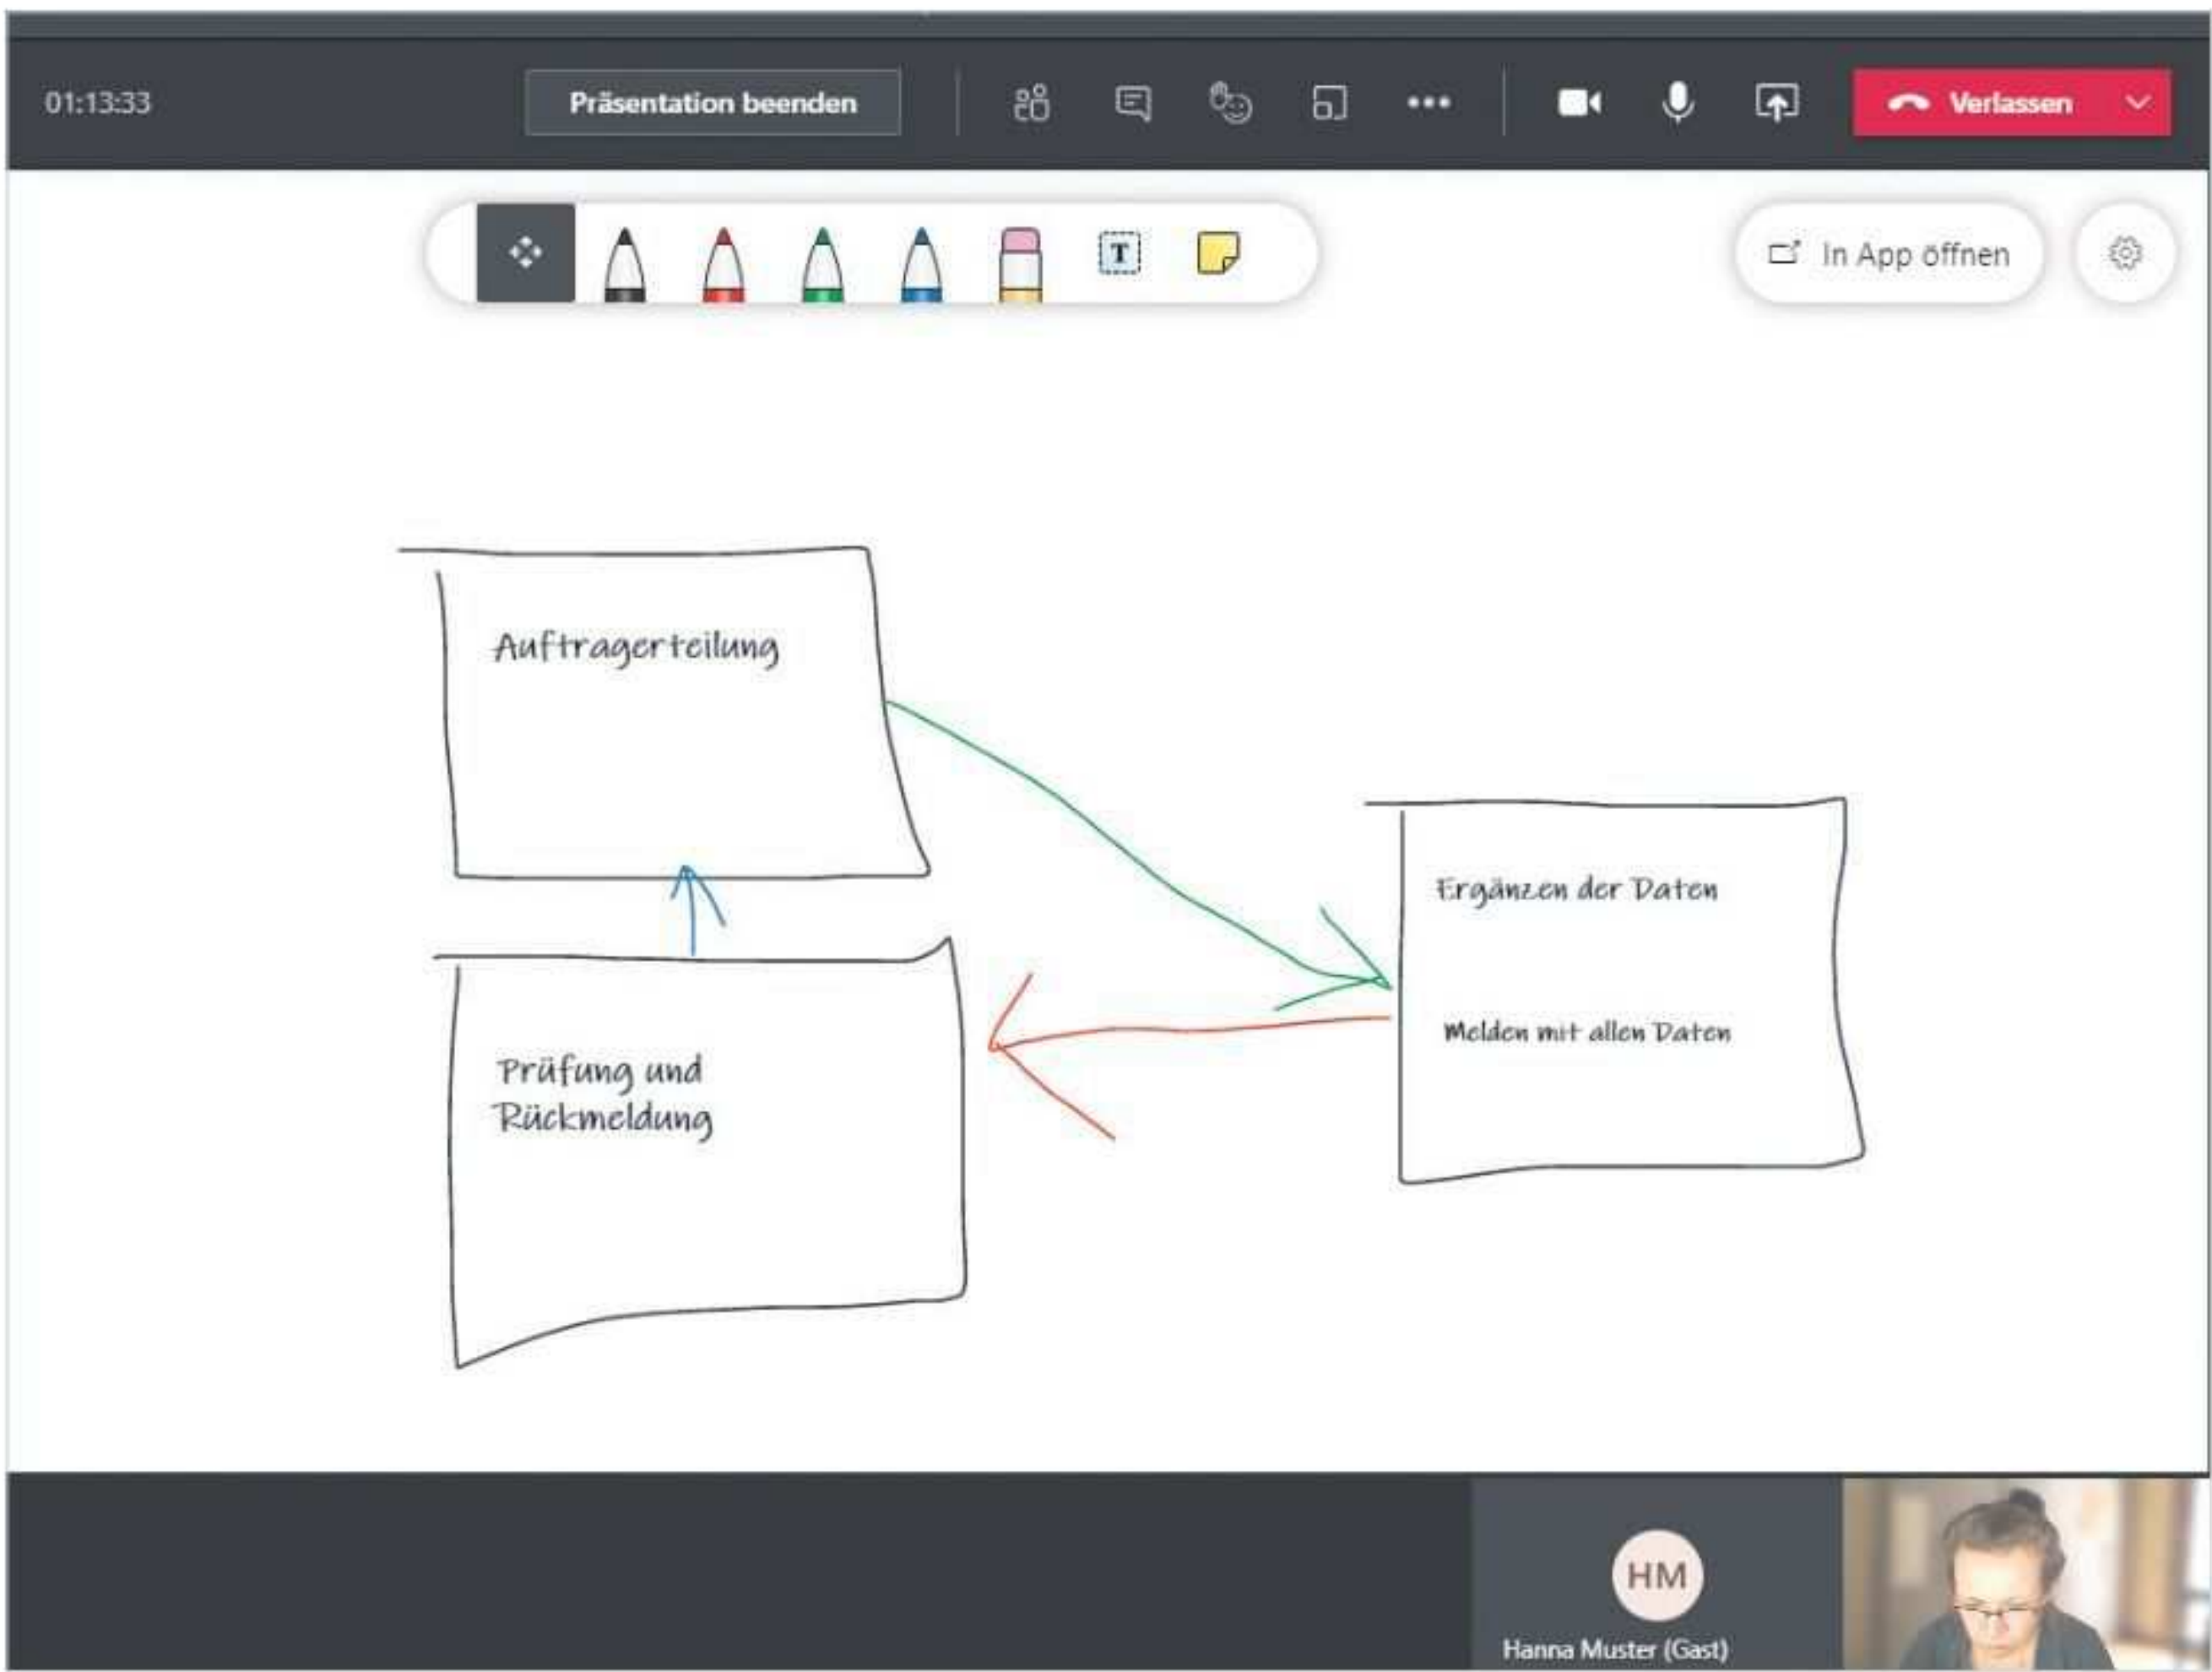 01:13:33
Präsentation beenden
Verlassen
T
In App öffnen
Auftragerteilung
Ergänzen der Daten
Melden mit allen Daten
Prüfung und
Rückmeldung
HM
Hanna Muster (Gast)